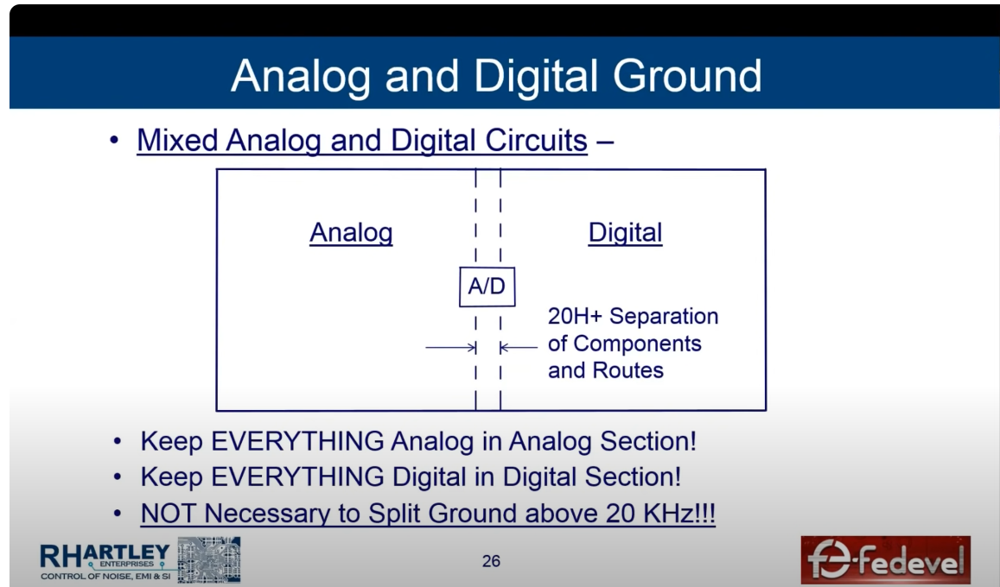 Analog and Digital Ground
• Mixed Analog and Digital Circuits –
Analog
Digital
A/D
20H+ Separation
of Components
and Routes
• Keep EVERYTHING Analog in Analog Section!
• Keep EVERYTHING Digital in Digital Section!
• NOT Necessary to Split Ground above 20 KHz!!!
RHARTLEY
ENTERPRISES
CONTROL OF NOISE, EMI & SI
26
fedevel